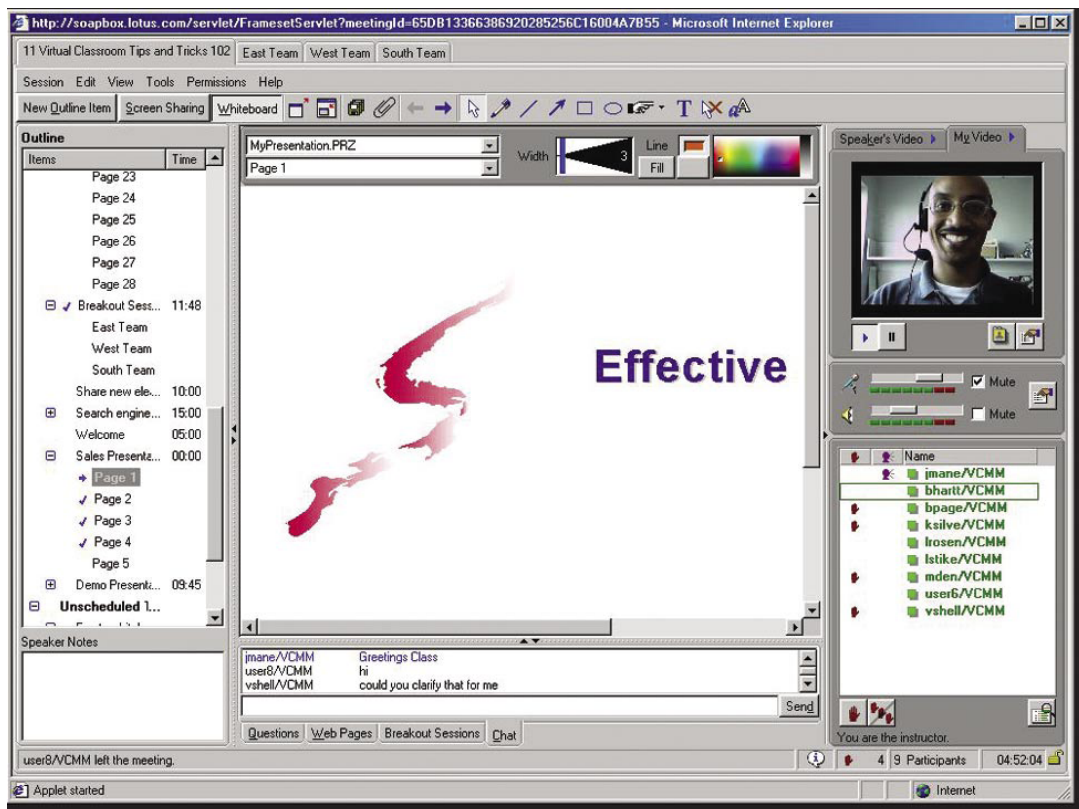 http://soapbox.lotus.com/servlet/FramesetServlet?meetingId=65DB13366386920285256C16004A7B55 - Microsoft Internet Explorer
11 Virtual Classroom Tips and Tricks 102 East Team West Team South Team
Session Edit View Tools Permissions Help
New Outline Item Screen Sharing Whiteboard
Outline
Items Time
Page 23
Page 24
Page 25
Page 26
Page 27
Page 28
Breakout Sess... 11:48
East Team
West Team
South Team
Share new ele... 10:00
Search engine... 15:00
Welcome 05:00
Sales Presenta... 00:00
Page 1
Page 2
Page 3
Page 4
Page 5
Demo Presenta... 09:45
Unscheduled
Speaker Notes
MyPresentation.PRZ
Page 1
Width 3 Line
Fill
Effective
jmane/VCMM Greetings Class
user8/VCMM hi
vshell/VCMM could you clarify that for me
Send
Questions Web Pages Breakout Sessions Chat
Speaker's Video My Video
Mute
Mute
Name
jmane/VCMM
bhartt/VCMM
bpage/VCMM
ksilve/VCMM
lrosen/VCMM
lstike/VCMM
mden/VCMM
user6/VCMM
vshell/VCMM
You are the instructor.
user8/VCMM left the meeting.
4 9 Participants 04:52:04
Applet started
Internet